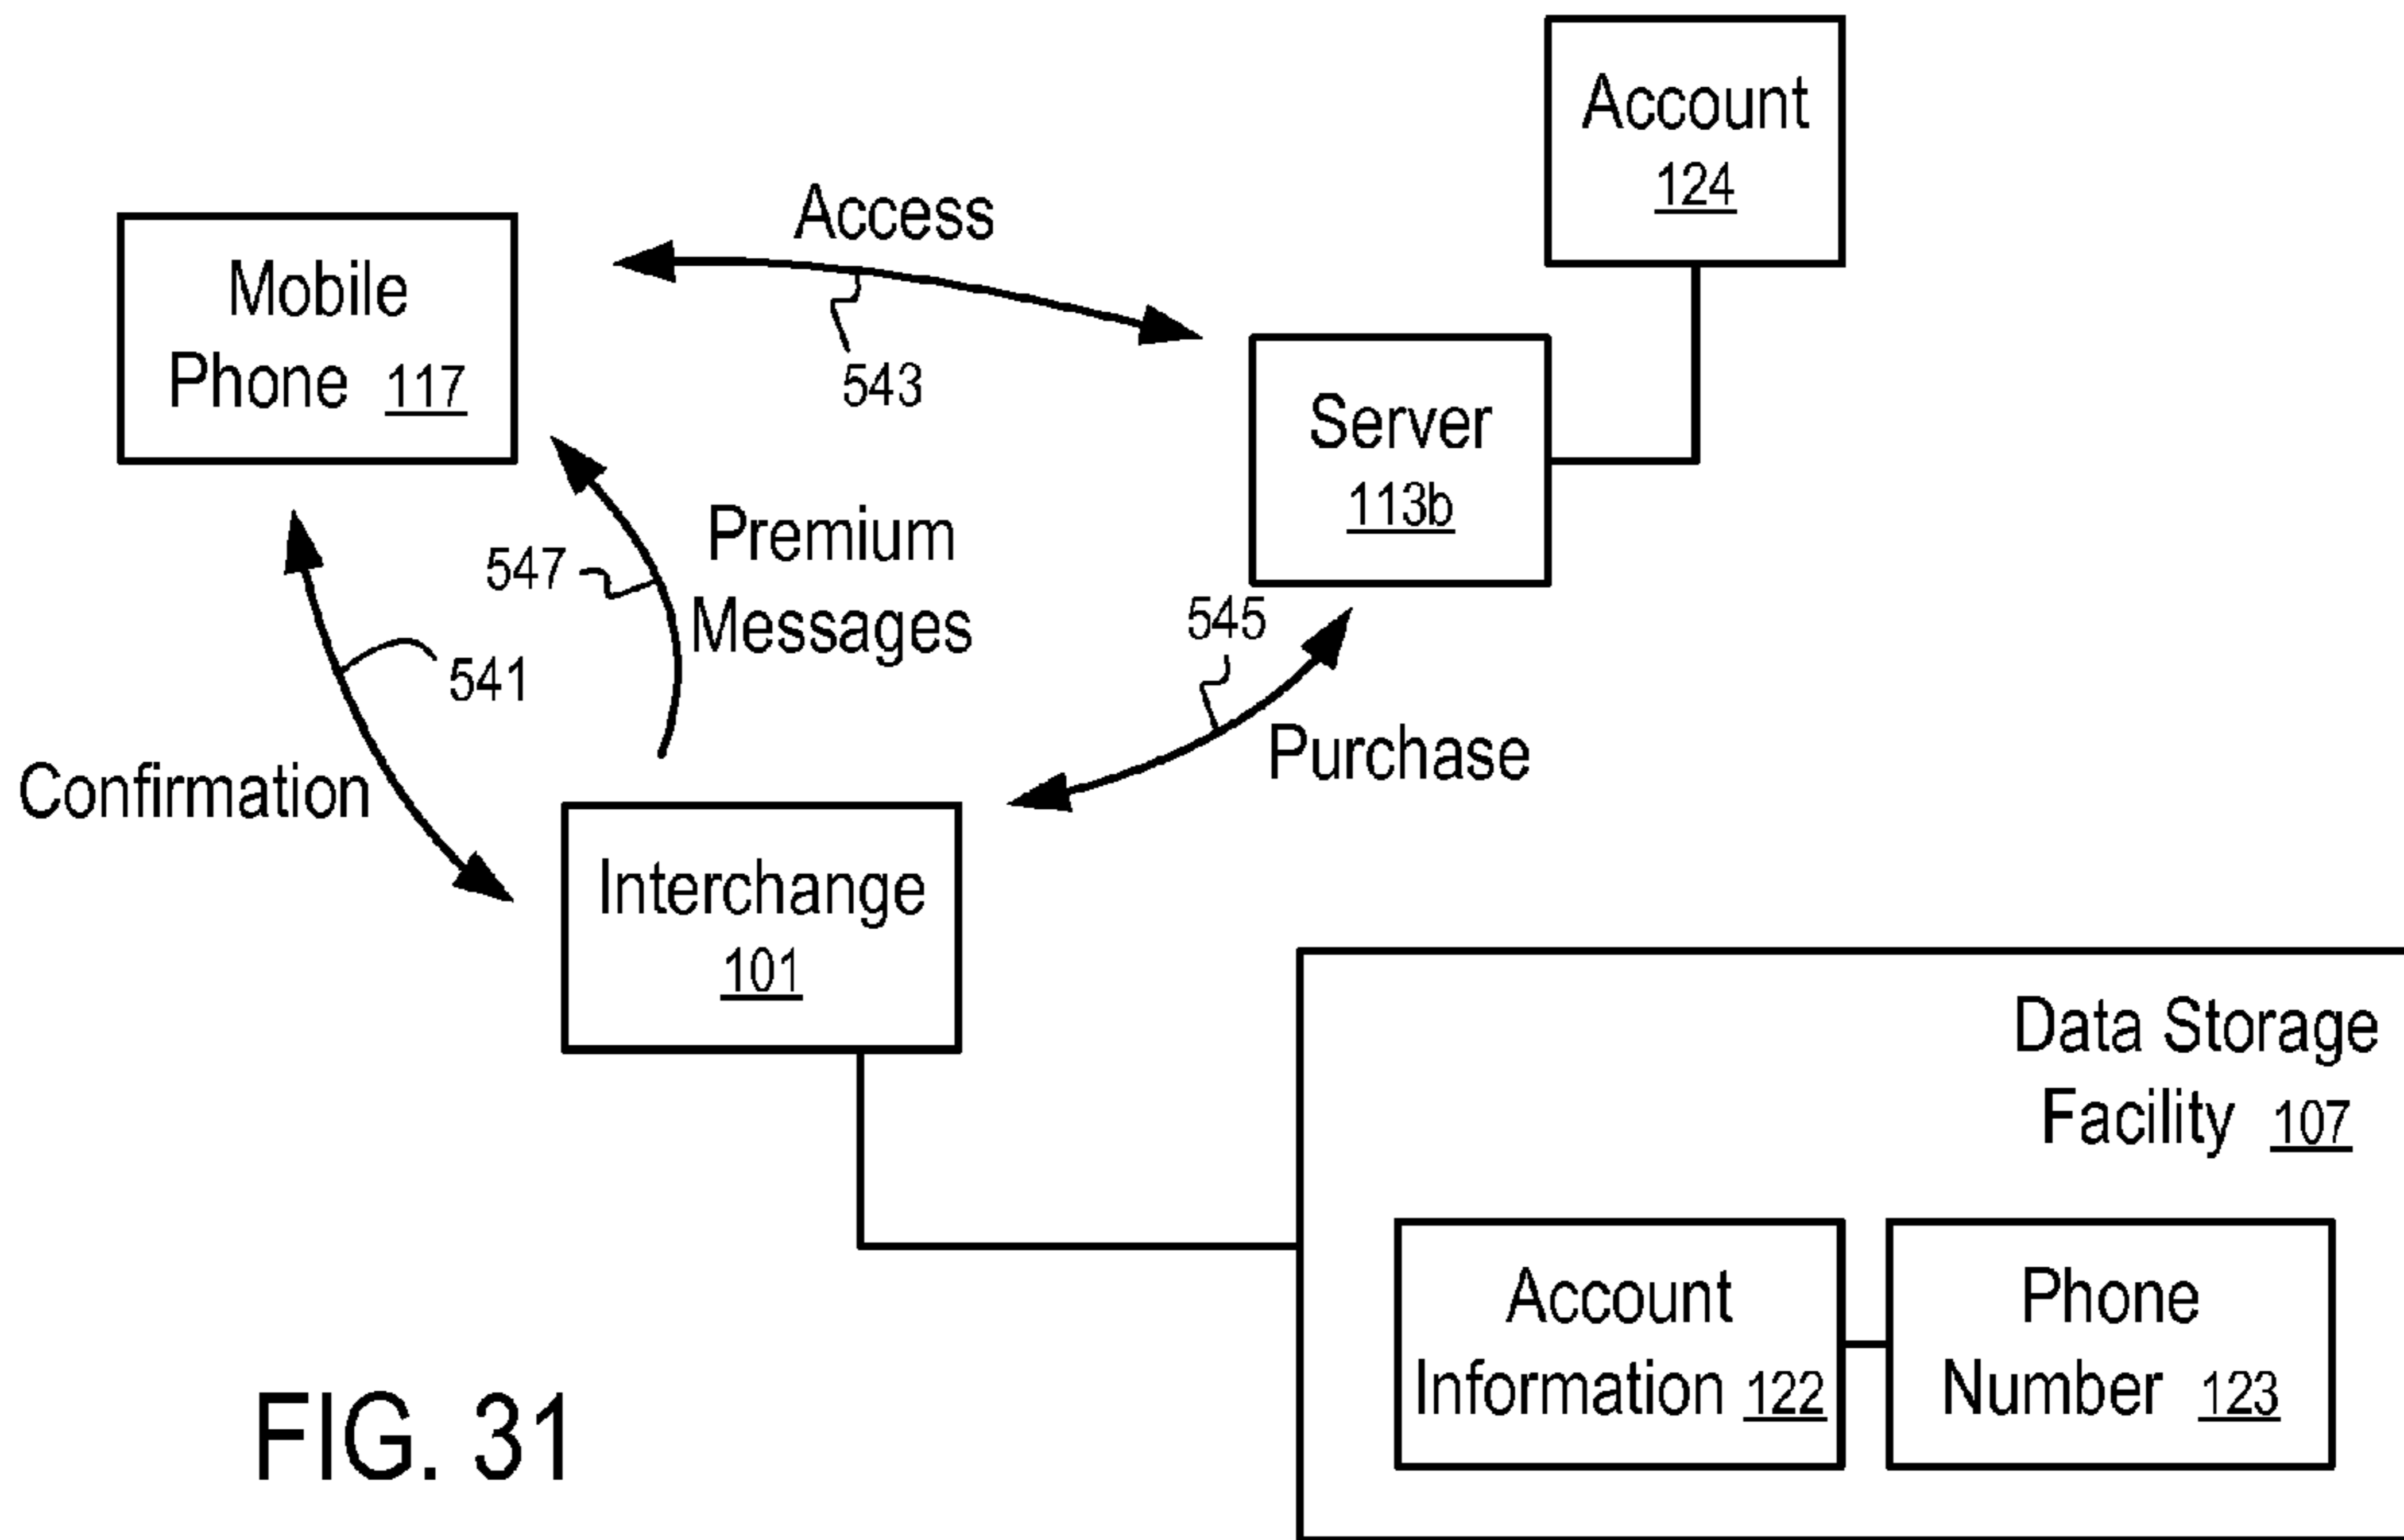 Account
124
Access
Mobile
Phone 117
543
Server
113b
Premium
Messages
547
545
541
Purchase
Confirmation
Interchange
101
Data Storage
Facility 107
Account
Information 122
Phone
Number 123
FIG. 31